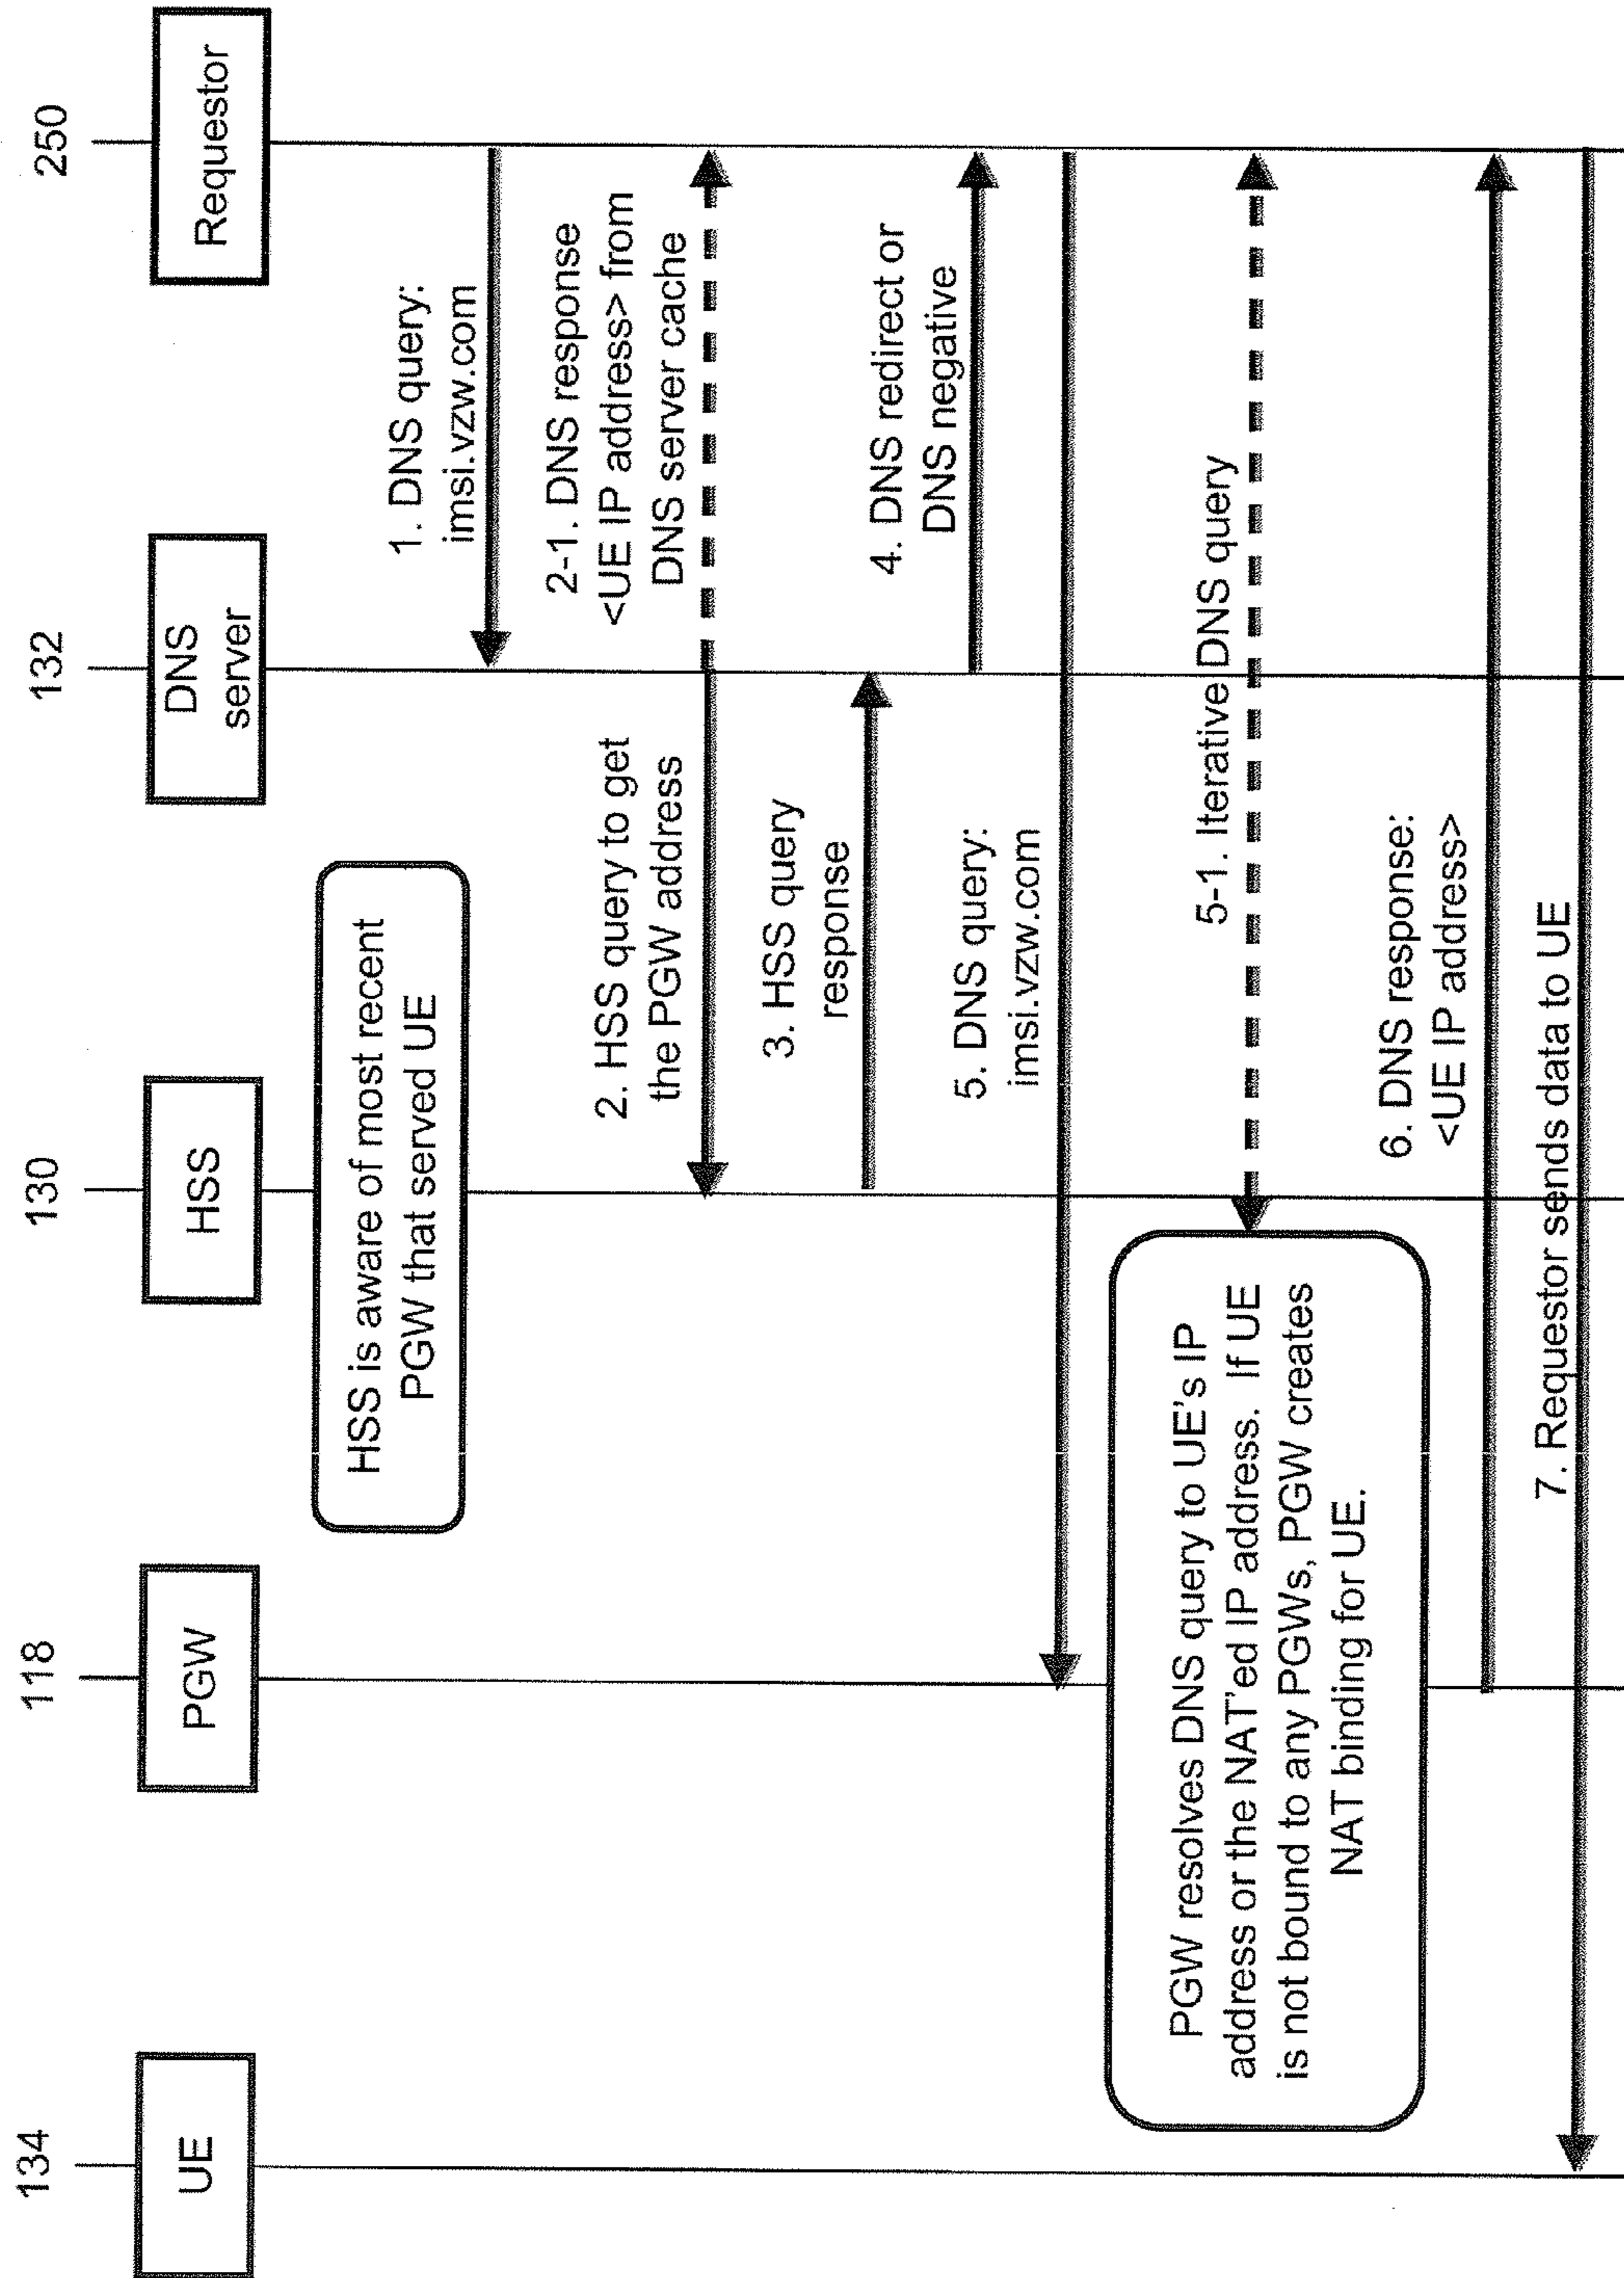 134
118
130
132
250
UE
PGW
HSS
DNS
server
Requestor
HSS is aware of most recent
PGW that served UE
1. DNS query:
imsi.vzw.com
2. HSS query to get
the PGW address
2-1. DNS response
<UE IP address> from
DNS server cache
3. HSS query
response
4. DNS redirect or
DNS negative
5. DNS query:
imsi.vzw.com
PGW resolves DNS query to UE's IP
address or the NAT'ed IP address. If UE
is not bound to any PGWs, PGW creates
NAT binding for UE.
5-1. Iterative DNS query
6. DNS response:
<UE IP address>
7. Requestor sends data to UE